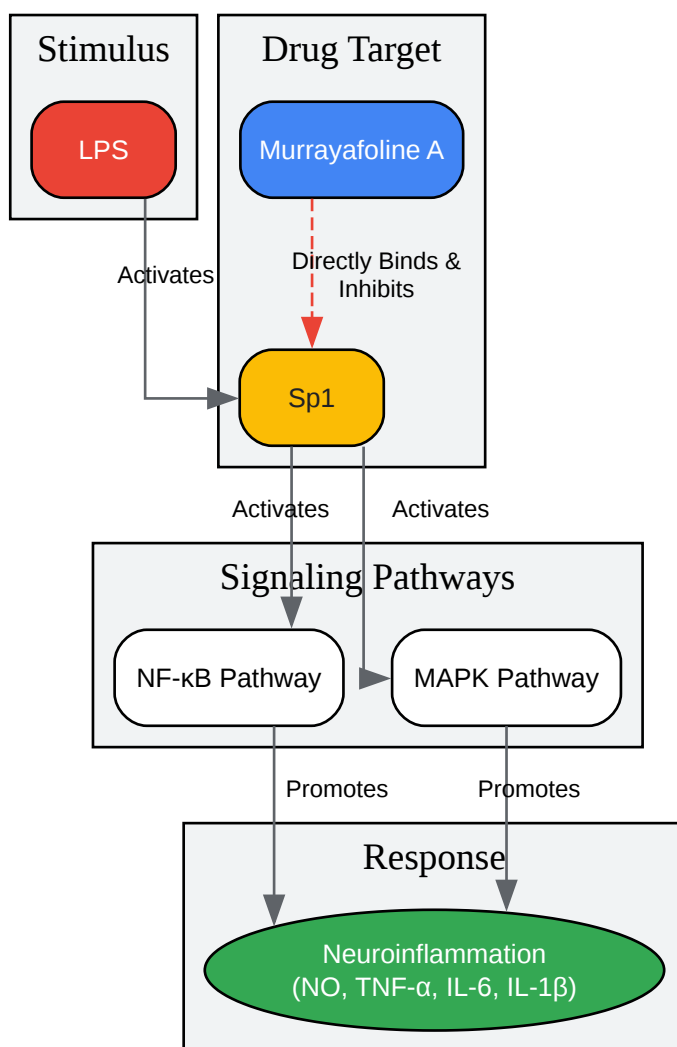 Stimulus
Drug Target
LPS
Murrayafoline A
Activates
Directly Binds &
Inhibits
Sp1
Activates
Activates
Signaling Pathways
NF-κB Pathway
MAPK Pathway
Promotes
Promotes
Response
Neuroinflammation
(NO, TNF-α, IL-6, IL-1β)